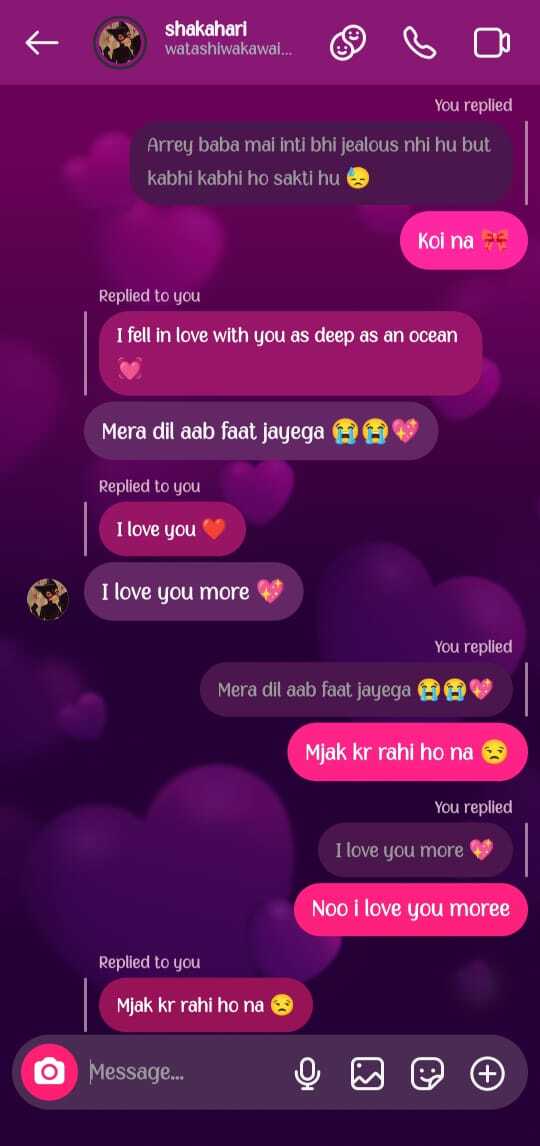 shakahari
watashiwakawai...
You replied
Arrey baba mai inti bhi jealous nhi hu but
kabhi kabhi ho sakti hu 😓
Koi na 🎀
Replied to you
I fell in love with you as deep as an ocean
💓
Mera dil aab faat jayega 😭😭💖
Replied to you
I love you ❤️
I love you more 💖
You replied
Mera dil aab faat jayega 😭😭💖
Mjak kr rahi ho na 😒
You replied
I love you more 💖
Noo i love you moree
Replied to you
Mjak kr rahi ho na 😒
Message...